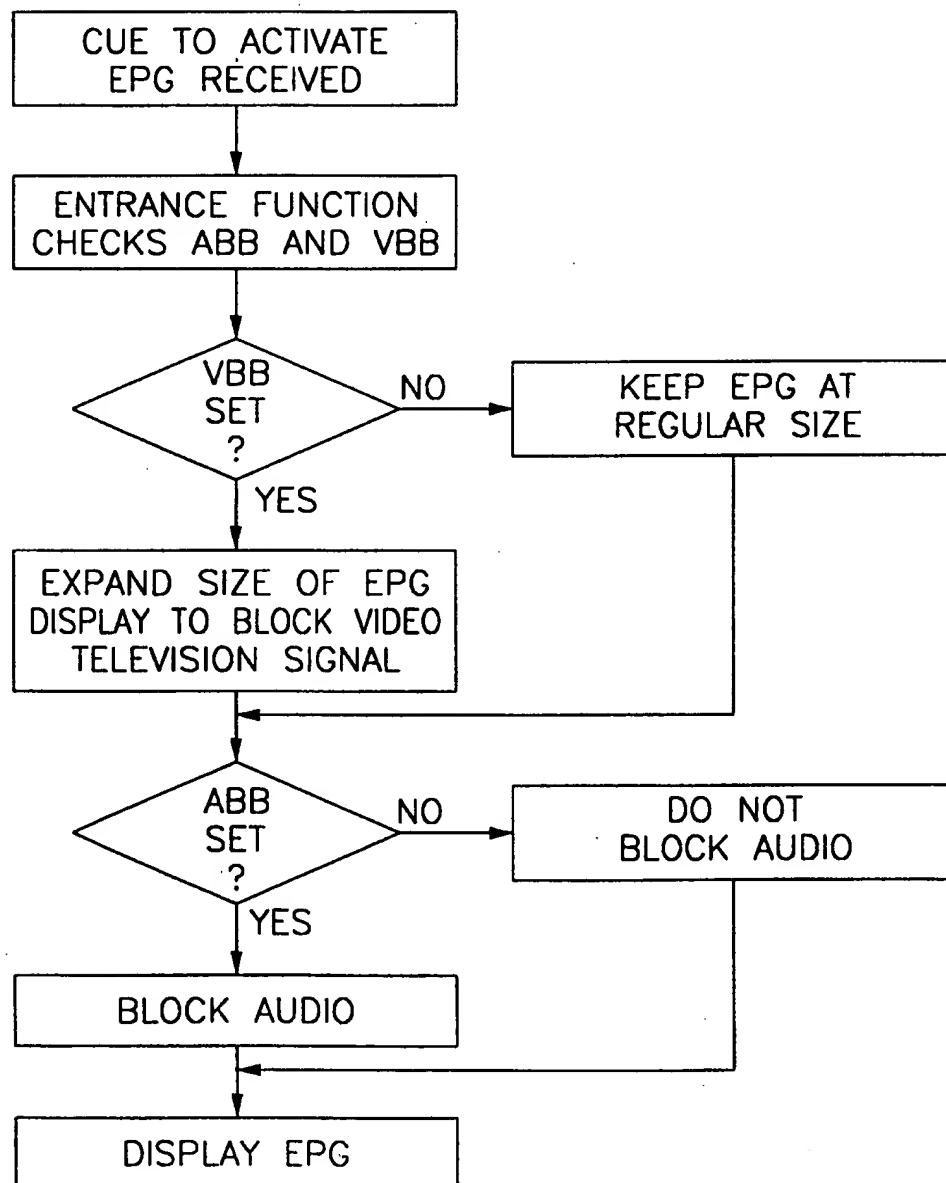 CUE TO ACTIVATE
EPG RECEIVED
ENTRANCE FUNCTION
CHECKS ABB AND VBB
VBB
SET
?
NO
KEEP EPG AT
REGULAR SIZE
YES
EXPAND SIZE OF EPG
DISPLAY TO BLOCK VIDEO
TELEVISION SIGNAL
ABB
SET
?
NO
DO NOT
BLOCK AUDIO
YES
BLOCK AUDIO
DISPLAY EPG